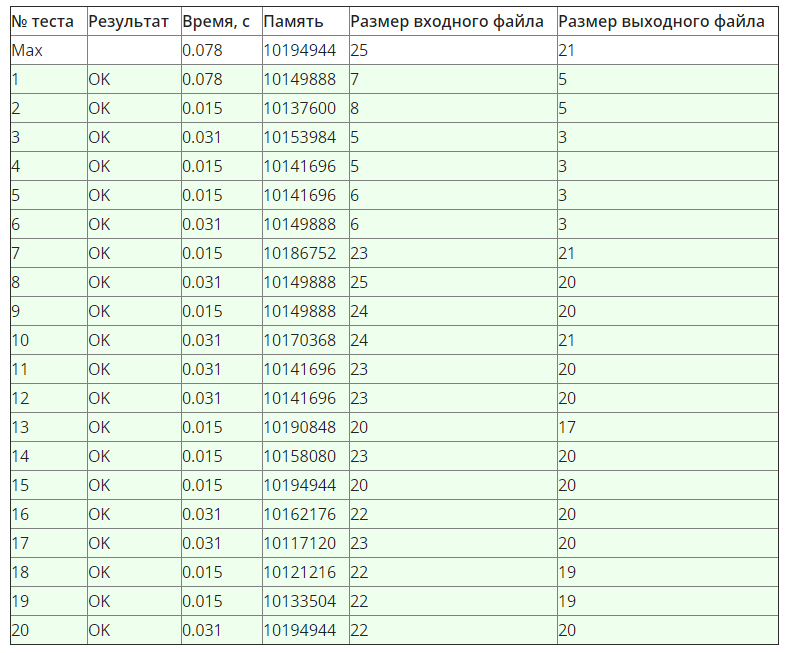 № теста Результат Время, с Память Размер входного файла Размер выходного файла
Max 0.078 10194944 25 21
1 OK 0.078 10149888 7 5
2 OK 0.015 10137600 8 5
3 OK 0.031 10153984 5 3
4 OK 0.015 10141696 5 3
5 OK 0.015 10141696 6 3
6 OK 0.031 10149888 6 3
7 OK 0.015 10186752 23 21
8 OK 0.031 10149888 25 20
9 OK 0.015 10149888 24 20
10 OK 0.031 10170368 24 21
11 OK 0.031 10141696 23 20
12 OK 0.031 10141696 23 20
13 OK 0.015 10190848 20 17
14 OK 0.015 10158080 23 20
15 OK 0.015 10194944 20 20
16 OK 0.031 10162176 22 20
17 OK 0.031 10117120 23 20
18 OK 0.015 10121216 22 19
19 OK 0.015 10133504 22 19
20 OK 0.031 10194944 22 20